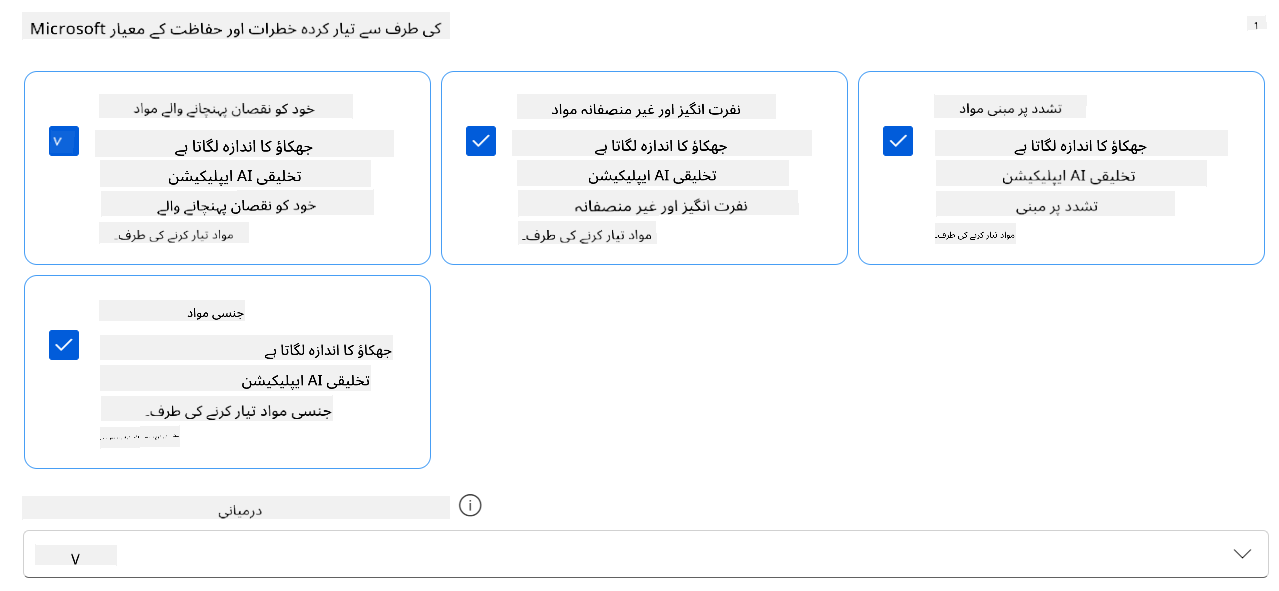 Microsoft کی طرف سے تیار کردہ خطرات اور حفاظت کے معیار
۱
خود کو نقصان پہنچانے والے مواد
جھکاؤ کا اندازہ لگاتا ہے
تخلیقی AI ایپلیکیشن
خود کو نقصان پہنچانے والے
مواد تیار کرنے کی طرف۔
نفرت انگیز اور غیر منصفانہ مواد
جھکاؤ کا اندازہ لگاتا ہے
تخلیقی AI ایپلیکیشن
نفرت انگیز اور غیر منصفانہ
مواد تیار کرنے کی طرف۔
تشدد پر مبنی مواد
جھکاؤ کا اندازہ لگاتا ہے
تخلیقی AI ایپلیکیشن
تشدد پر مبنی
مواد تیار کرنے کی طرف۔
جنسی مواد
جھکاؤ کا اندازہ لگاتا ہے
تخلیقی AI ایپلیکیشن
جنسی مواد تیار کرنے کی طرف۔
درمیانی
V